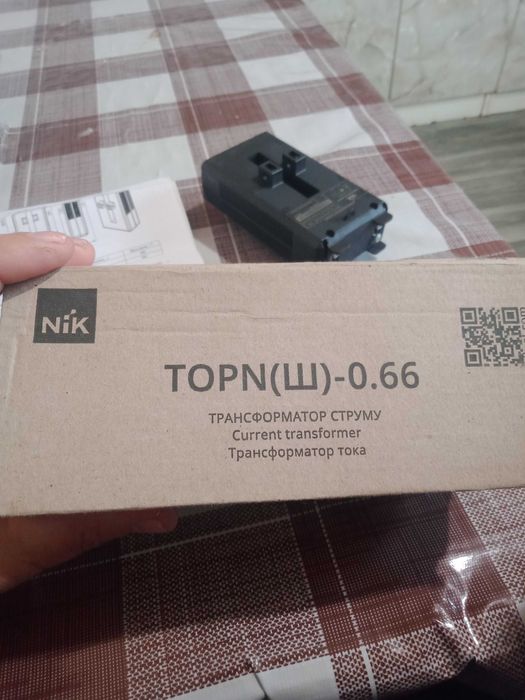 NiK
TOPN(Ш)-0.66
ТРАНСФОРМАТОР СТРУМУ
Current transformer
Трансформатор тока